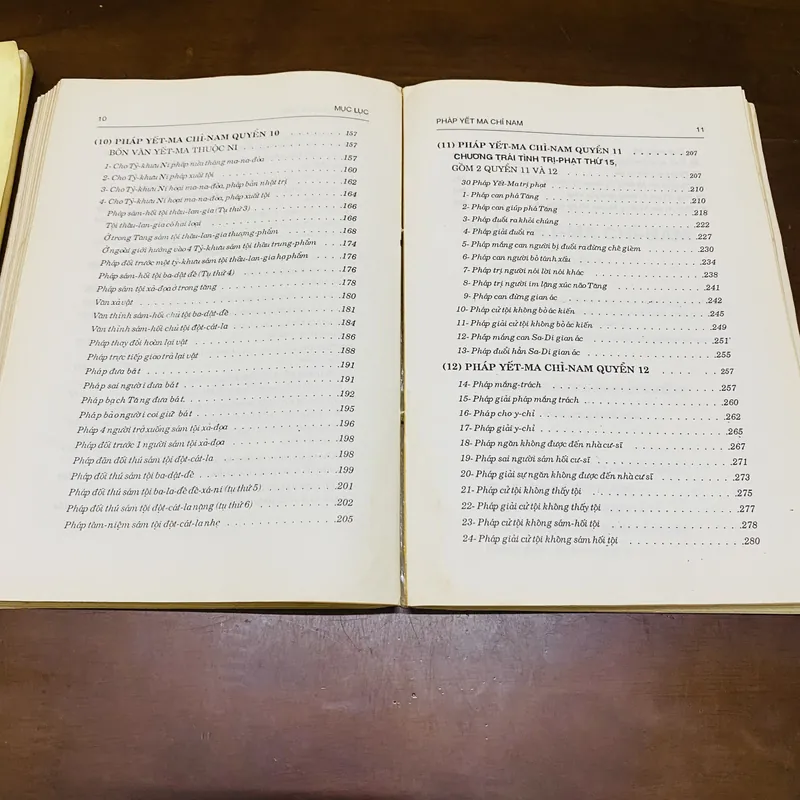 10 MỤC LỤC
(10) PHÁP YẾT-MA CHỈ-NAM QUYỂN 10 . . . . . . . 157
BỐN VĂN YẾT-MA THUỘC NI . . . . . . . 157
1- Cho Tỷ-khưu Ni pháp nửa tháng ma-na-đỏa . . . . . . . 157
2- Cho Tỷ-khưu Ni pháp xuất tội . . . . . . . 160
3- Cho Tỷ-khưu Ni hoại ma-na-đỏa, pháp bản nhật trị . . . . . . . 162
4- Cho Tỷ-khưu Ni hoại ma-na-đỏa, pháp xuất tội . . . . . . . 164
Pháp sám-hối tội thâu-lan-gia (Tụ thứ 3) . . . . . . . 166
Tội thâu-lan-gia có hai loại . . . . . . . 166
Ở trong Tăng sám tội thâu-lan-gia thượng-phẩm . . . . . . . 168
Ở ngoài giới hướng vào 4 Tỷ-khưu sám tội thâu trung-phẩm . . . . . . . 174
Pháp đối trước một tỷ-khưu sám tội thâu-lan-gia hạ phẩm . . . . . . . 176
Pháp sám-hối tội ba-dật đề (Tụ thứ 4) . . . . . . . 176
Pháp sám tội xả-đọa ở trong tăng . . . . . . . 178
Văn xả vật . . . . . . . 180
Văn thỉnh sám-hối chủ tội ba-dật-đề . . . . . . . 181
Văn thỉnh sám-hối chủ tội đột-cát-la . . . . . . . 184
Pháp thay đổi hoàn lại vật . . . . . . . 186
Pháp trực tiếp giao trả lại vật . . . . . . . 188
Pháp đưa bát . . . . . . . 191
Pháp sai người đưa bát . . . . . . . 191
Pháp bạch Tăng đưa bát. . . . . . . . 192
Pháp bảo người coi giữ bát . . . . . . . 195
Pháp 4 người trở xuống sám tội xả-đọa . . . . . . . 196
Pháp đối trước 1 người sám tội xả-đọa . . . . . . . 198
Pháp đàn đối thú sám tội đột-cát-la . . . . . . . 198
Pháp đối thú sám tội ba-dật-đề . . . . . . . 199
Pháp đối thú sám tội ba-la-đề đề-xá-ni (tụ thứ 5) . . . . . . . 201
Pháp đối thú sám tội đột-cát-la nặng (tụ thứ 6) . . . . . . . 202
Pháp tâm-niệm sám tội đột-cát-la nhẹ . . . . . . . 205
PHÁP YẾT MA CHỈ NAM 11
(11) PHÁP YẾT-MA CHỈ-NAM QUYỂN 11 . . . . . . . 207
CHƯƠNG TRÁI TÌNH TRỊ-PHẠT THỨ 15,
GỒM 2 QUYỂN 11 VÀ 12 . . . . . . . 207
30 Pháp Yết-Ma trị phạt . . . . . . . 210
1- Pháp can phá Tăng . . . . . . . 210
2- Pháp can giúp phá Tăng . . . . . . . 218
3- Pháp đuổi ra khỏi chúng . . . . . . . 222
4- Pháp giải đuổi ra . . . . . . . 227
5- Pháp mắng can người bị đuổi ra đừng chê gièm . . . . . . . 230
6- Pháp can người bỏ tánh xấu . . . . . . . 234
7- Pháp trị người nói lời nói khác . . . . . . . 238
8- Pháp trị người im lặng xúc não Tăng . . . . . . . 241
9- Pháp can đừng gian ác . . . . . . . 242
10- Pháp cử tội không bỏ ác kiến . . . . . . . 245
11- Pháp giải cử tội không bỏ ác kiến . . . . . . . 249
12- Pháp mắng can Sa-Di gian ác . . . . . . . 251
13- Pháp đuổi hẳn Sa-Di gian ác . . . . . . . 255
(12) PHÁP YẾT-MA CHỈ-NAM QUYỂN 12 . . . . . . . 257
14- Pháp mắng-trách . . . . . . . 257
15- Pháp giải pháp mắng trách . . . . . . . 260
16- Pháp cho y-chỉ . . . . . . . 262
17- Pháp giải y-chỉ . . . . . . . 265
18- Pháp ngăn không được đến nhà cư-sĩ . . . . . . . 267
19- Pháp sai người sám hối cư-sĩ . . . . . . . 271
20- Pháp giải sự ngăn không được đến nhà cư sĩ . . . . . . . 273
21- Pháp cử tội không thấy tội . . . . . . . 275
22- Pháp giải cử tội không thấy tội . . . . . . . 277
23- Pháp cử tội không sám-hối tội . . . . . . . 278
24- Pháp giải cử tội không sám hối tội . . . . . . . 280